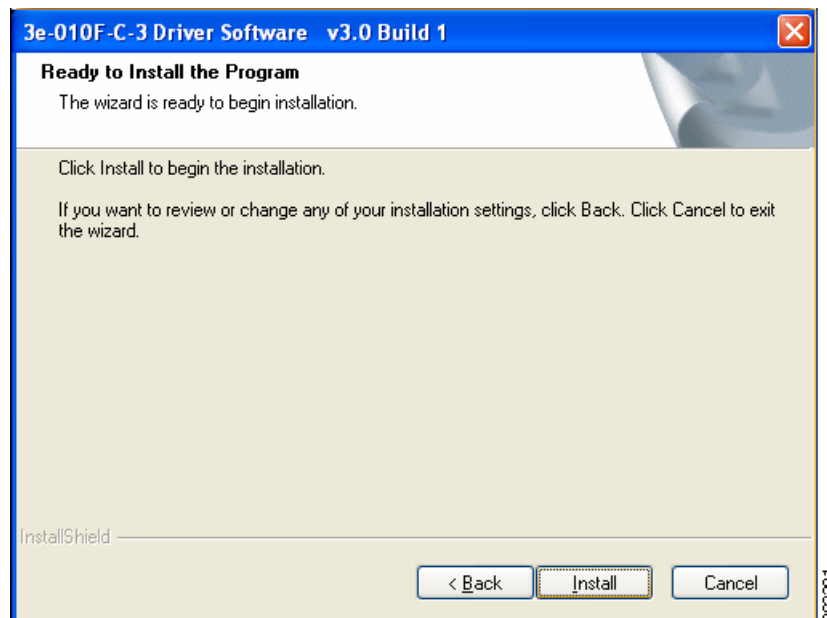 3e-010F-C-3 Driver Software   v3.0 Build 1
Ready to Install the Program
The wizard is ready to begin installation.
Click Install to begin the installation.
If you want to review or change any of your installation settings, click Back. Click Cancel to exit
the wizard.
InstallShield
< Back
Install
Cancel